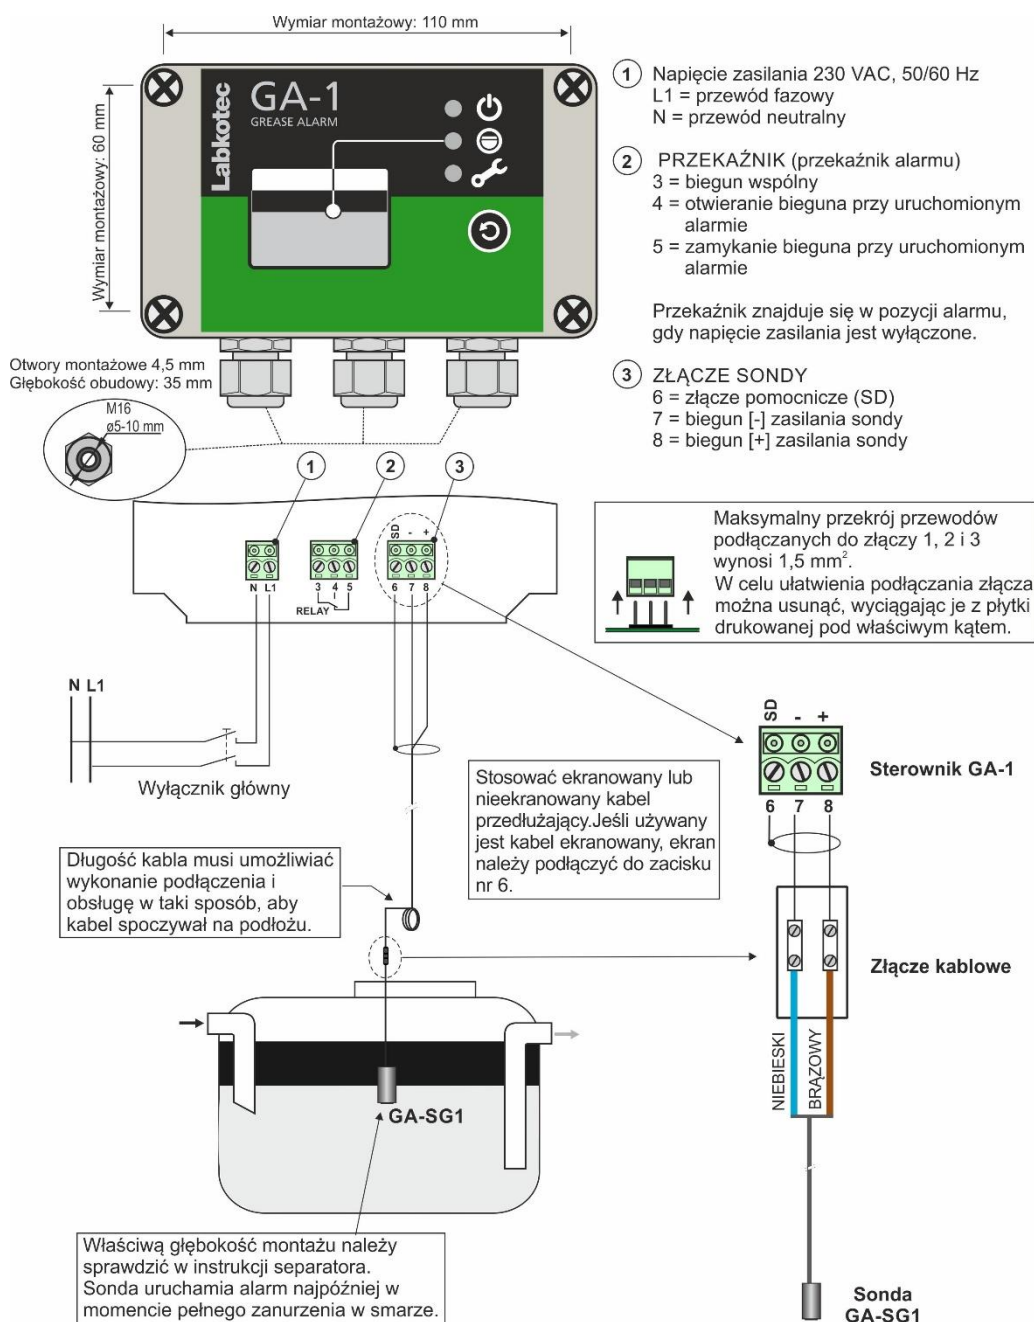 Wymiar montażowy: 110 mm
Wymiar montażowy: 60 mm
Labkotec
GA-1
GREASE ALARM
Otwory montażowe 4,5 mm
Głębokość obudowy: 35 mm
M16
ø5-10 mm
1 Napięcie zasilania 230 VAC, 50/60 Hz
L1 = przewód fazowy
N = przewód neutralny
2 PRZEKAŹNIK (przekaźnik alarmu)
3 = biegun wspólny
4 = otwieranie bieguna przy uruchomionym
alarmie
5 = zamykanie bieguna przy uruchomionym
alarmie
Przekaźnik znajduje się w pozycji alarmu,
gdy napięcie zasilania jest wyłączone.
3 ZŁĄCZE SONDY
6 = złącze pomocnicze (SD)
7 = biegun [-] zasilania sondy
8 = biegun [+] zasilania sondy
1
2
3
SD - +
N L1
3 4 5
RELAY
6 7 8
Maksymalny przekrój przewodów
podłączanych do złączy 1, 2 i 3
wynosi 1,5 mm².
W celu ułatwienia podłączania złącza
można usunąć, wyciągając je z płytki
drukowanej pod właściwym kątem.
N L1
Wyłącznik główny
Stosować ekranowany lub
nieekranowany kabel
przedłużający.Jeśli używany
jest kabel ekranowany, ekran
należy podłączyć do zacisku
nr 6.
SD - +
Sterownik GA-1
6 7 8
Długość kabla musi umożliwiać
wykonanie podłączenia i
obsługę w taki sposób, aby
kabel spoczywał na podłożu.
Złącze kablowe
NIEBIESKI
BRĄZOWY
GA-SG1
Właściwą głębokość montażu należy
sprawdzić w instrukcji separatora.
Sonda uruchamia alarm najpóźniej w
momencie pełnego zanurzenia w smarze.
Sonda
GA-SG1